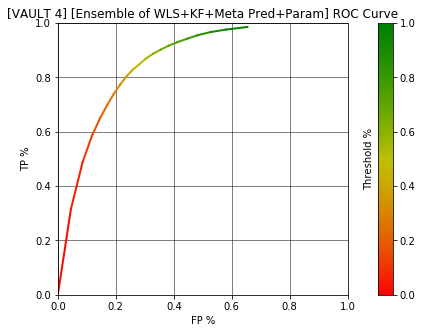 [VAULT 4] [Ensemble of WLS+KF+Meta Pred+Param] ROC Curve
1.0
0.8
0.6
0.4
0.2
0.0
TP %
0.0 0.2 0.4 0.6 0.8 1.0
FP %
Threshold %
1.0
0.8
0.6
0.4
0.2
0.0